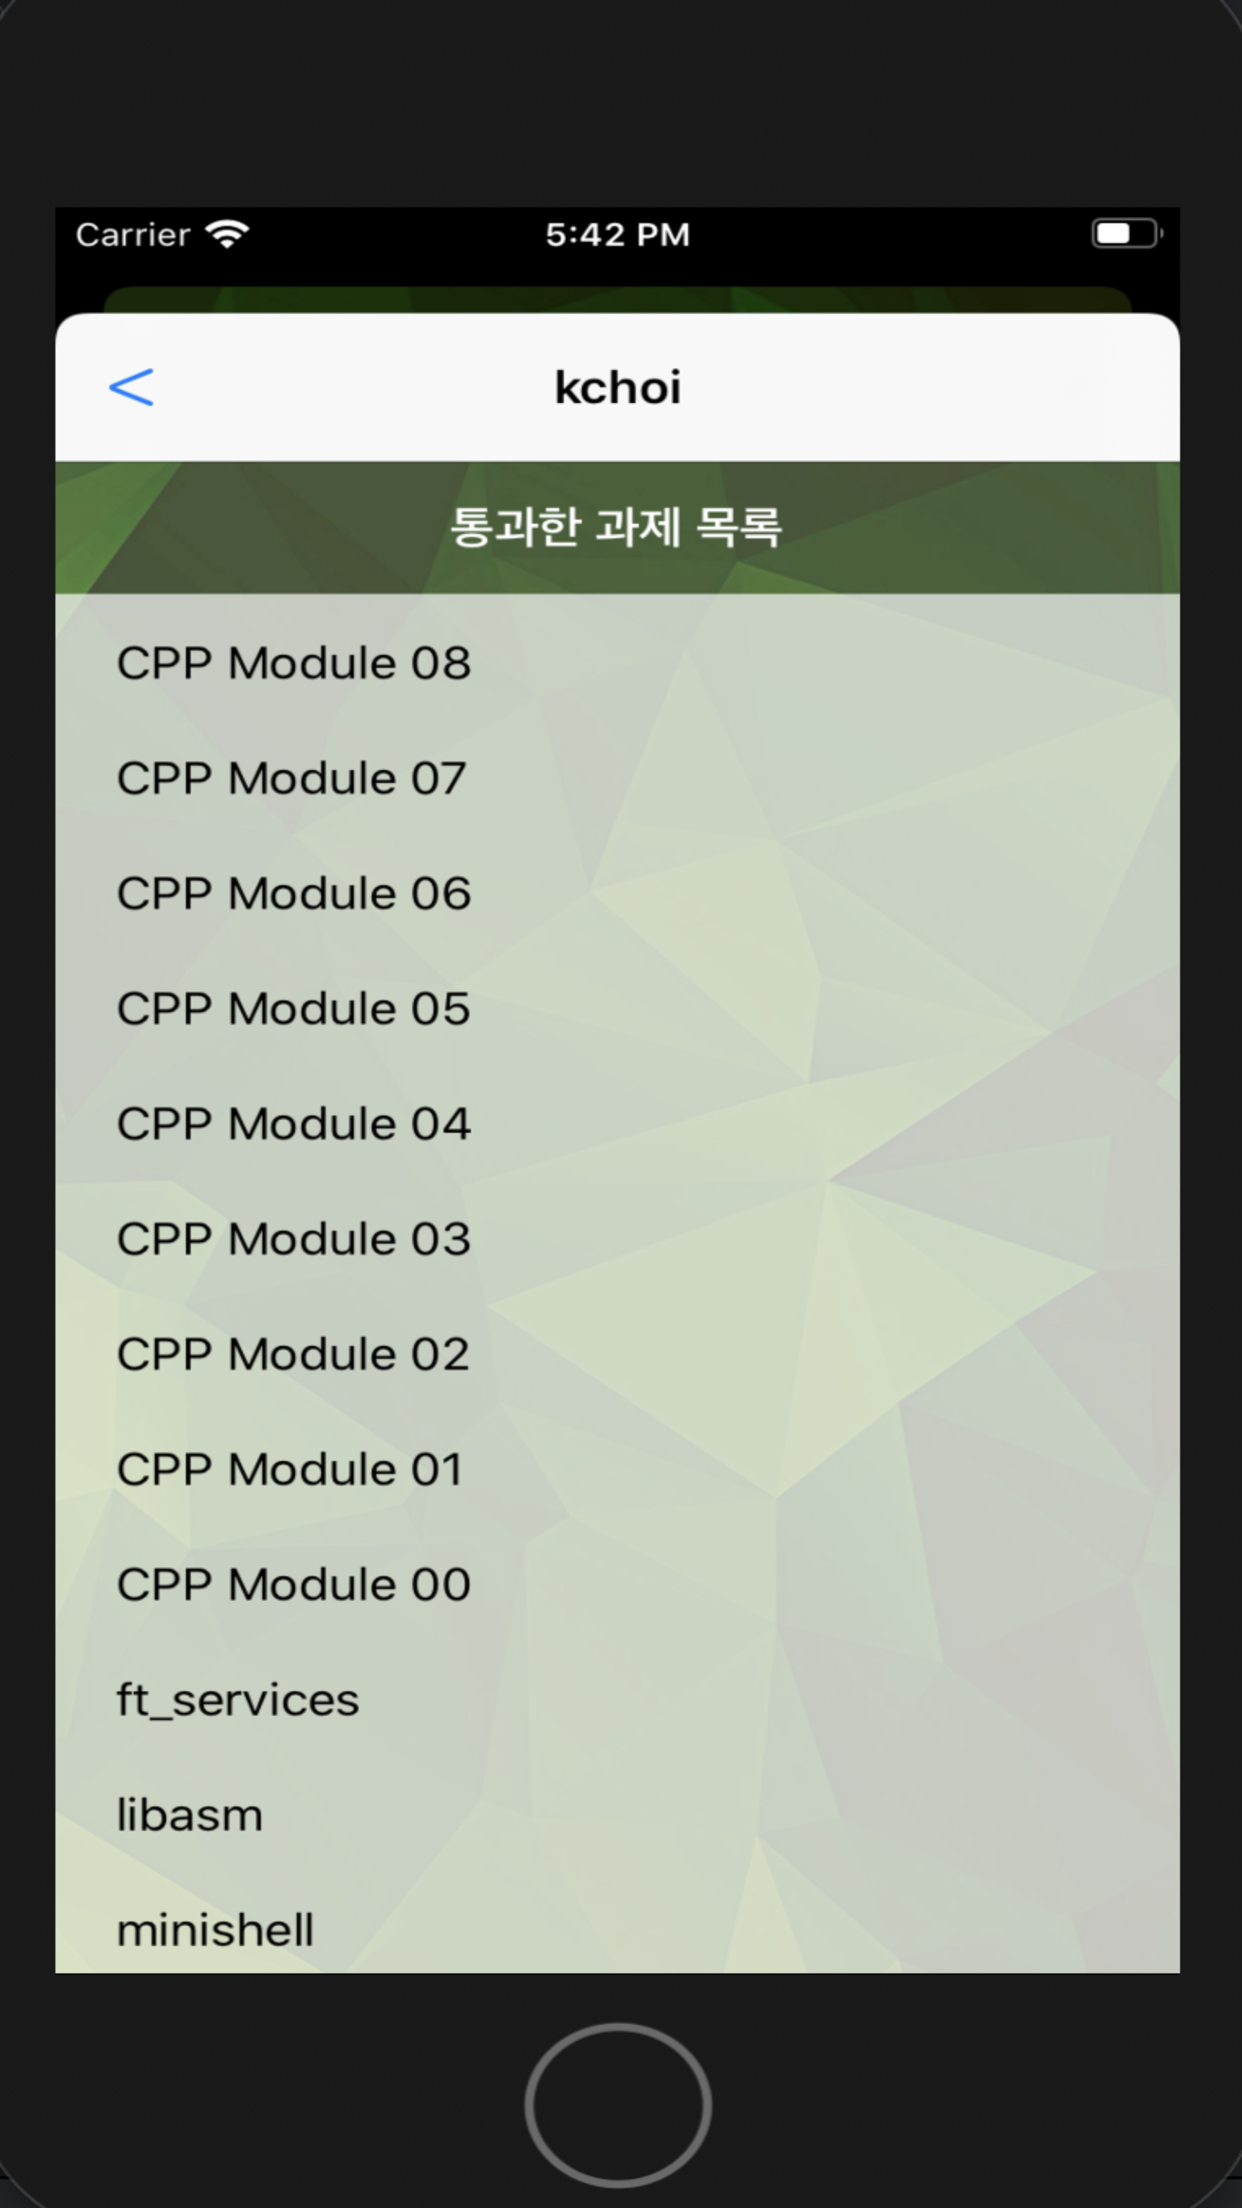 Carrier 5:42 PM
< kchoi
통과한 과제 목록
CPP Module 08
CPP Module 07
CPP Module 06
CPP Module 05
CPP Module 04
CPP Module 03
CPP Module 02
CPP Module 01
CPP Module 00
ft_services
libasm
minishell